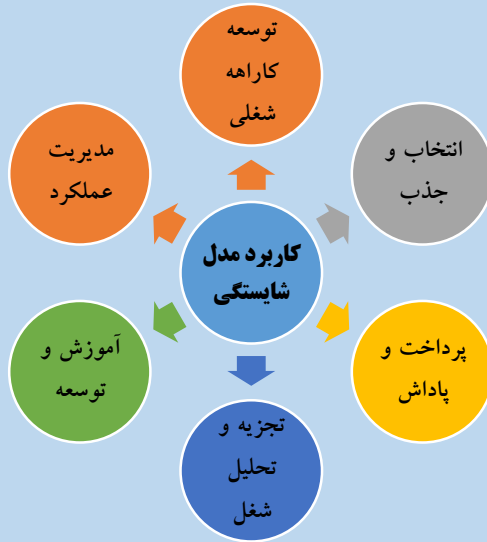 توسعه
کاراهه
شغلی
انتخاب و
جذب
مدیریت
عملکرد
کاربرد مدل
شایستگی
پرداخت و
پاداش
آموزش و
توسعه
تجزیه و
تحلیل
شغل